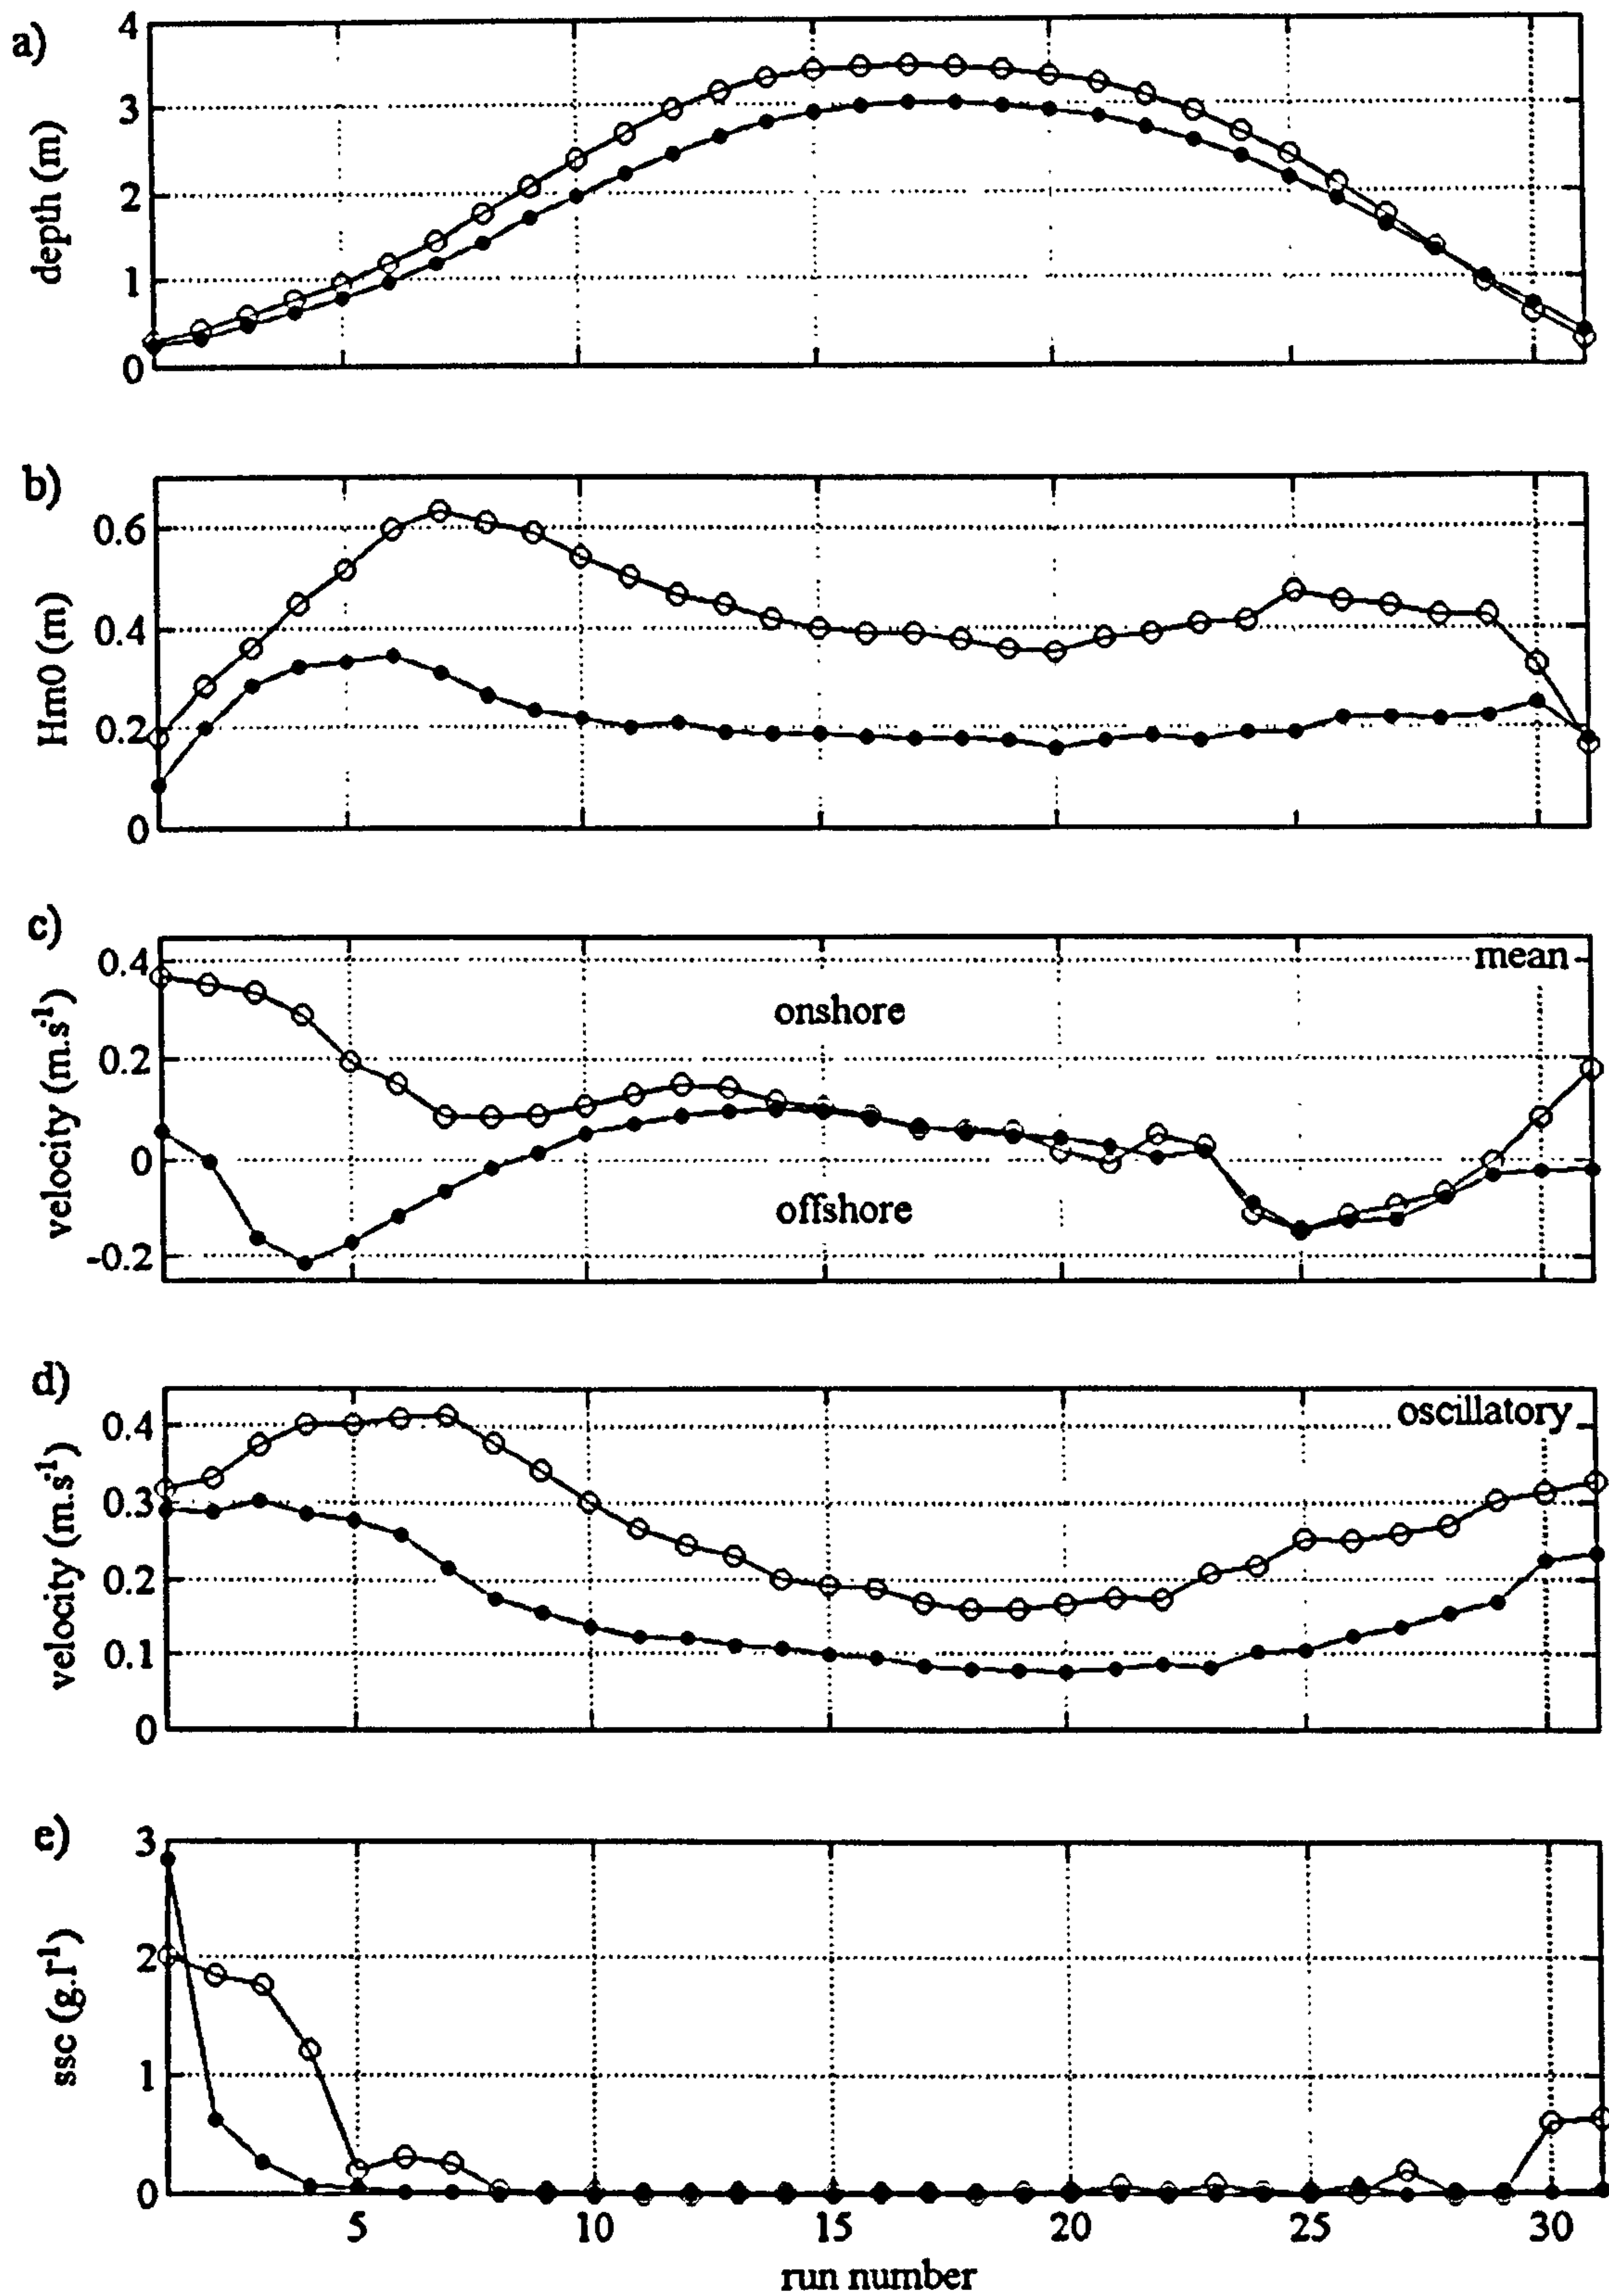 a)
depth (m)
4
3
2
1
0
b)
Hm0 (m)
0.6
0.4
0.2
0
c)
velocity (m.s-1)
0.4
0.2
0
-0.2
mean
onshore
offshore
d)
velocity (m.s-1)
0.4
0.3
0.2
0.1
0
oscillatory
e)
ssc (g.l-1)
3
2
1
0
5 10 15 20 25 30
run number